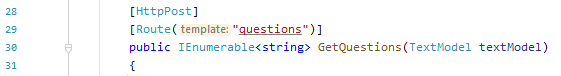 28 [HttpPost]
29 [Route(template:"questions")]
30 public IEnumerable<string> GetQuestions(TextModel textModel)
31 {